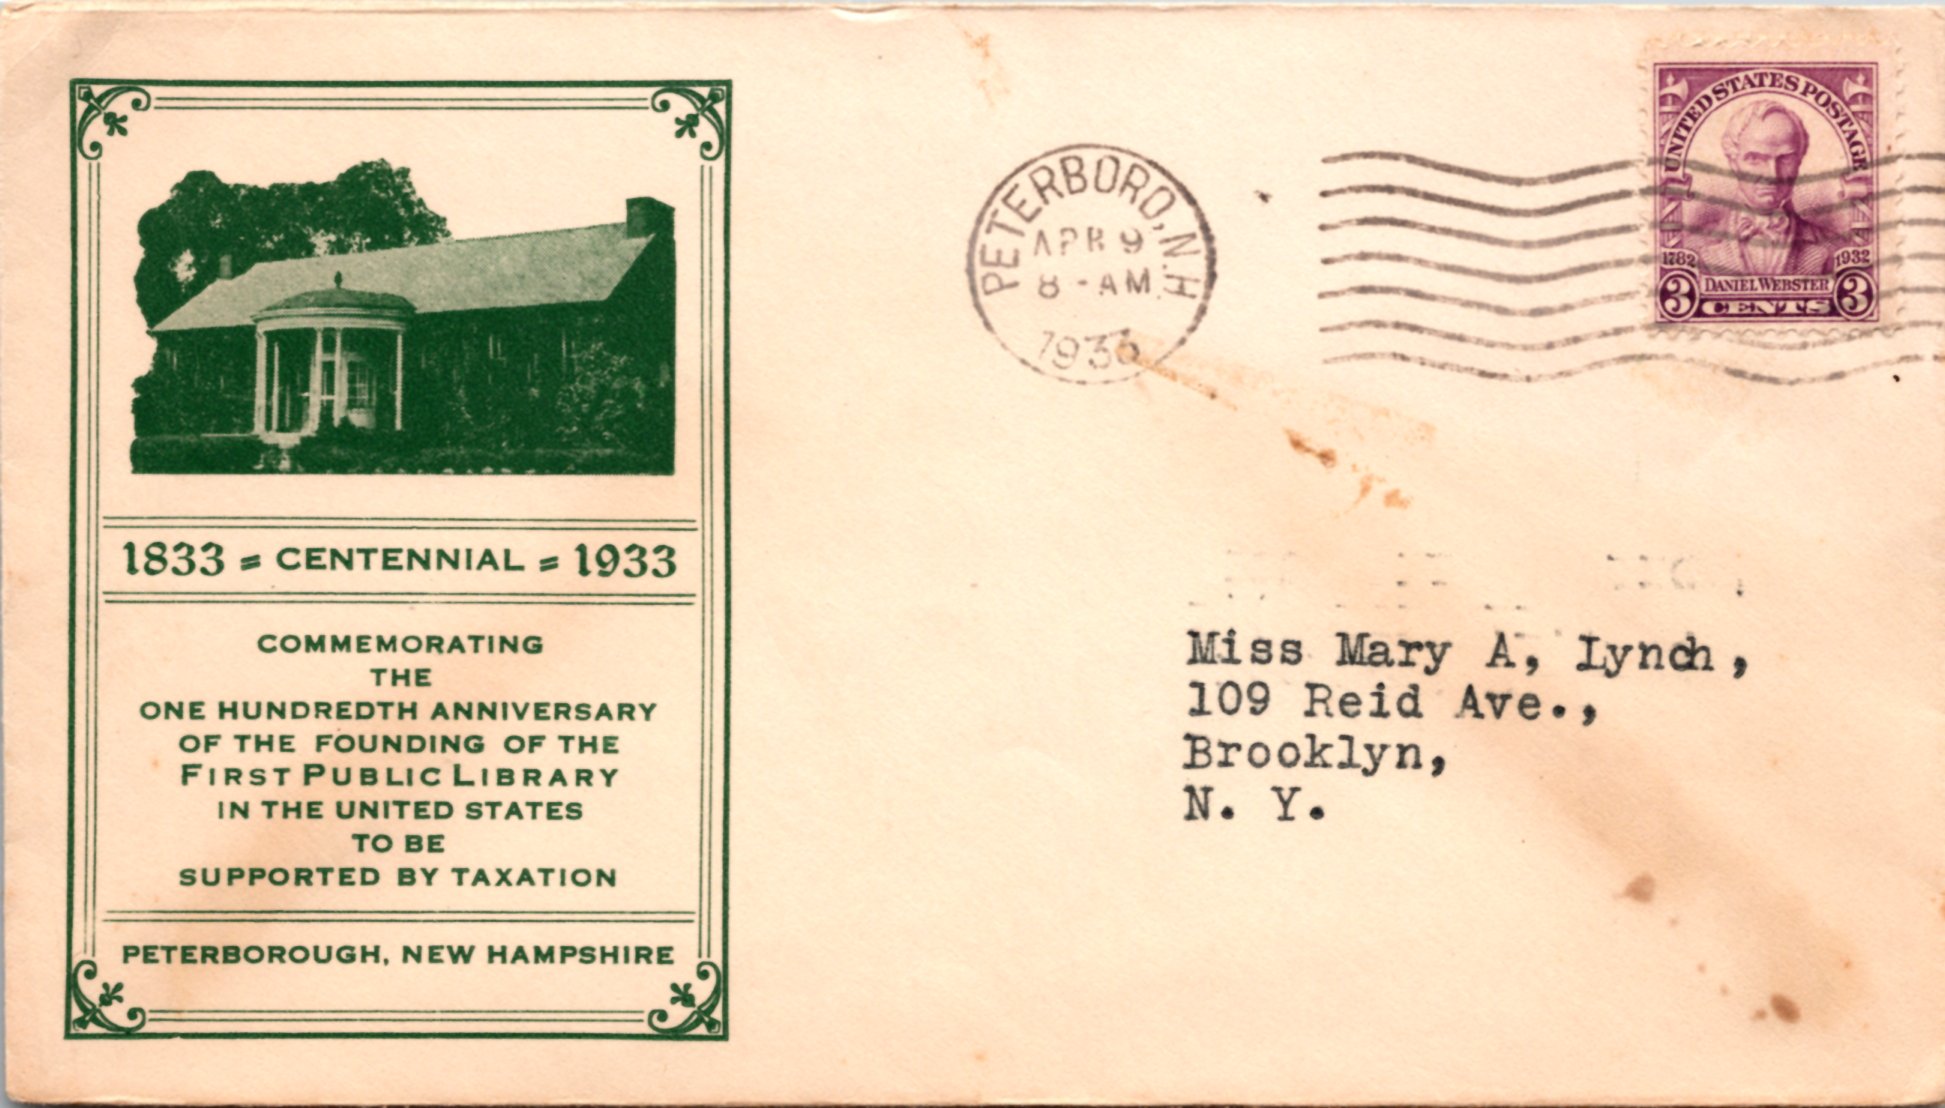 1833 = CENTENNIAL = 1933
COMMEMORATING
THE
ONE HUNDREDTH ANNIVERSARY
OF THE FOUNDING OF THE
FIRST PUBLIC LIBRARY
IN THE UNITED STATES
TO BE
SUPPORTED BY TAXATION
PETERBOROUGH, NEW HAMPSHIRE
PETERBORO, N.H.
APR 9
8 - AM
1933
UNITED STATES POSTAGE
1782 1932
DANIEL WEBSTER
3 CENTS 3
Miss Mary A, Lynch,
109 Reid Ave.,
Brooklyn,
N. Y.